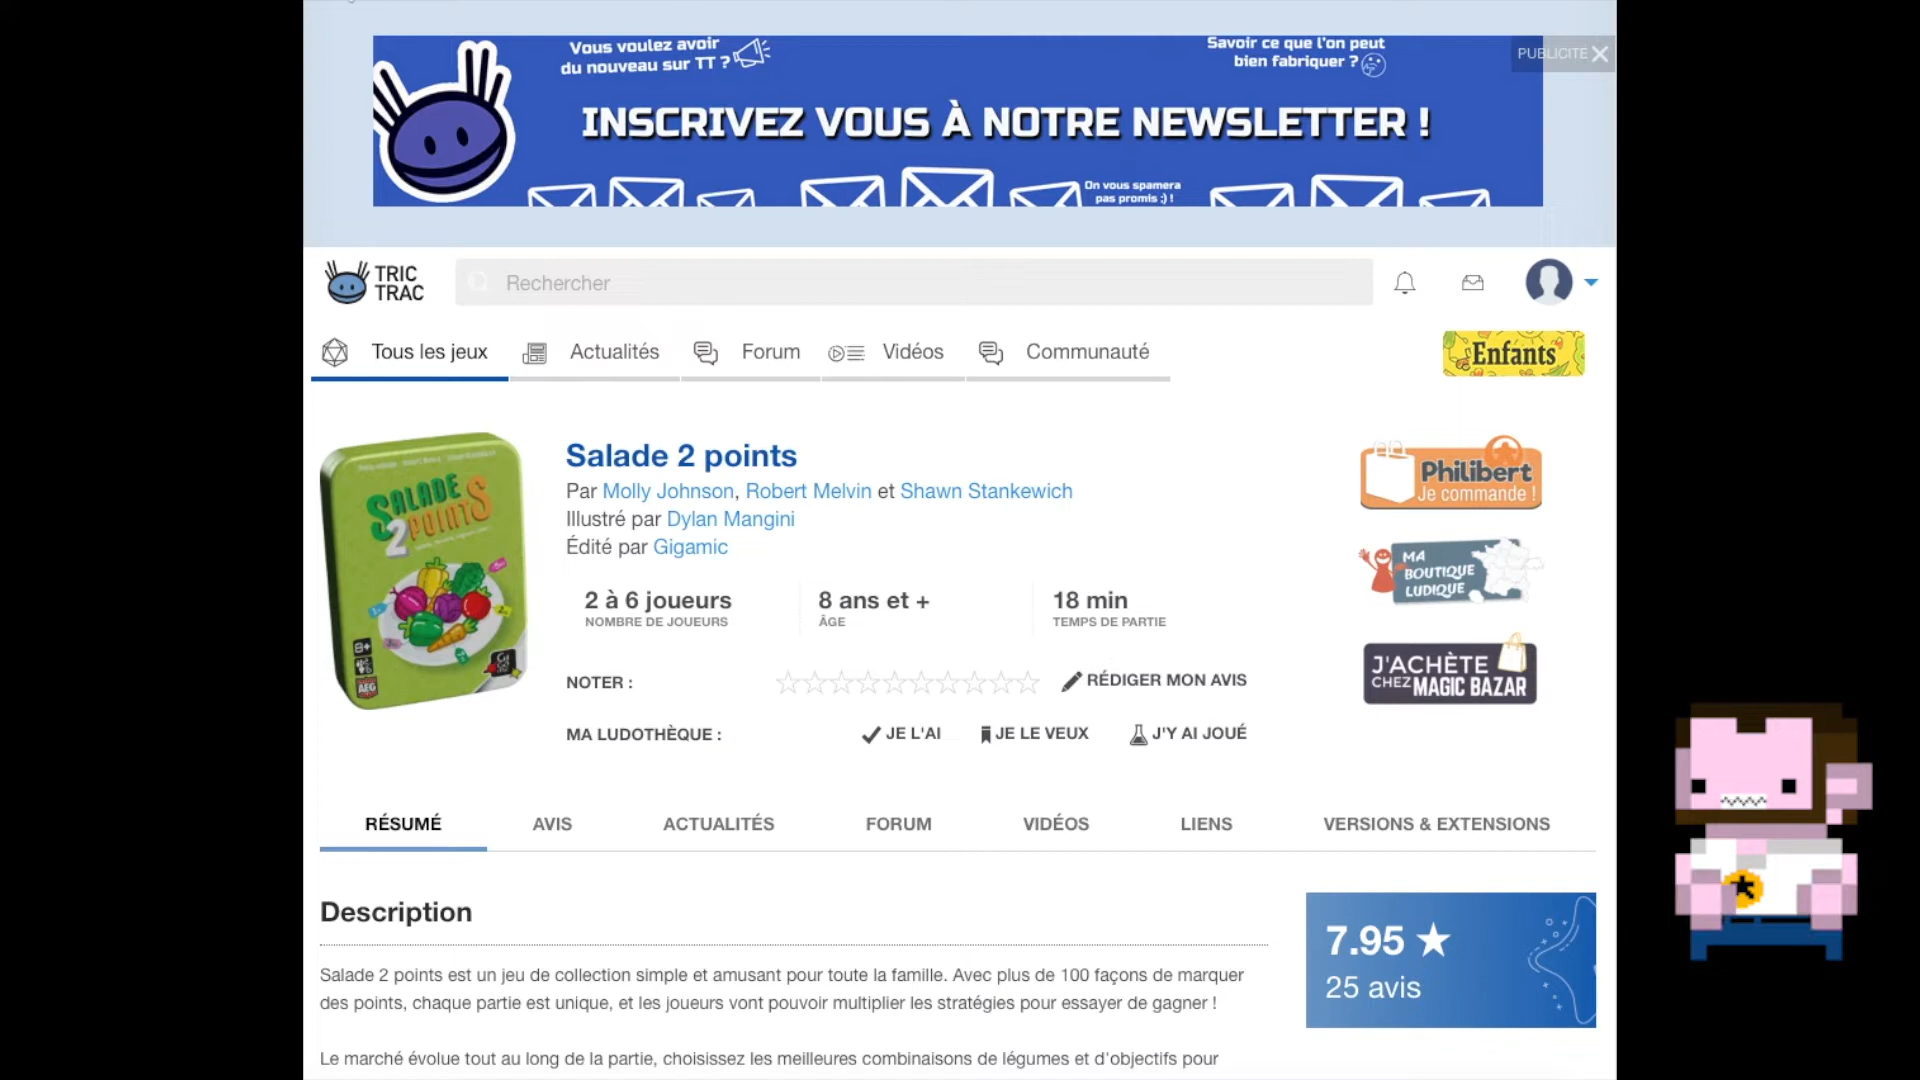 Vous voulez avoir
du nouveau sur TT ?
Savoir ce que l'on peut
bien fabriquer ?
PUBLICITE
INSCRIVEZ VOUS À NOTRE NEWSLETTER !
On vous spamera
pas promis ;) !
TRIC
TRAC
Rechercher
Tous les jeux
Actualités
Forum
Vidéos
Communauté
Enfants
SALADE
2 POINTS
8+
AEG
Salade 2 points
Par Molly Johnson, Robert Melvin et Shawn Stankewich
Illustré par Dylan Mangini
Édité par Gigamic
2 à 6 joueurs
NOMBRE DE JOUEURS
8 ans et +
ÂGE
18 min
TEMPS DE PARTIE
NOTER :
RÉDIGER MON AVIS
MA LUDOTHÈQUE :
JE L'AI
JE LE VEUX
J'Y AI JOUÉ
Philibert
Je commande !
MA
BOUTIQUE
LUDIQUE
J'ACHÈTE
CHEZ MAGIC BAZAR
RÉSUMÉ
AVIS
ACTUALITÉS
FORUM
VIDÉOS
LIENS
VERSIONS & EXTENSIONS
Description
Salade 2 points est un jeu de collection simple et amusant pour toute la famille. Avec plus de 100 façons de marquer
des points, chaque partie est unique, et les joueurs vont pouvoir multiplier les stratégies pour essayer de gagner !
Le marché évolue tout au long de la partie, choisissez les meilleures combinaisons de légumes et d'objectifs pour
7.95
25 avis